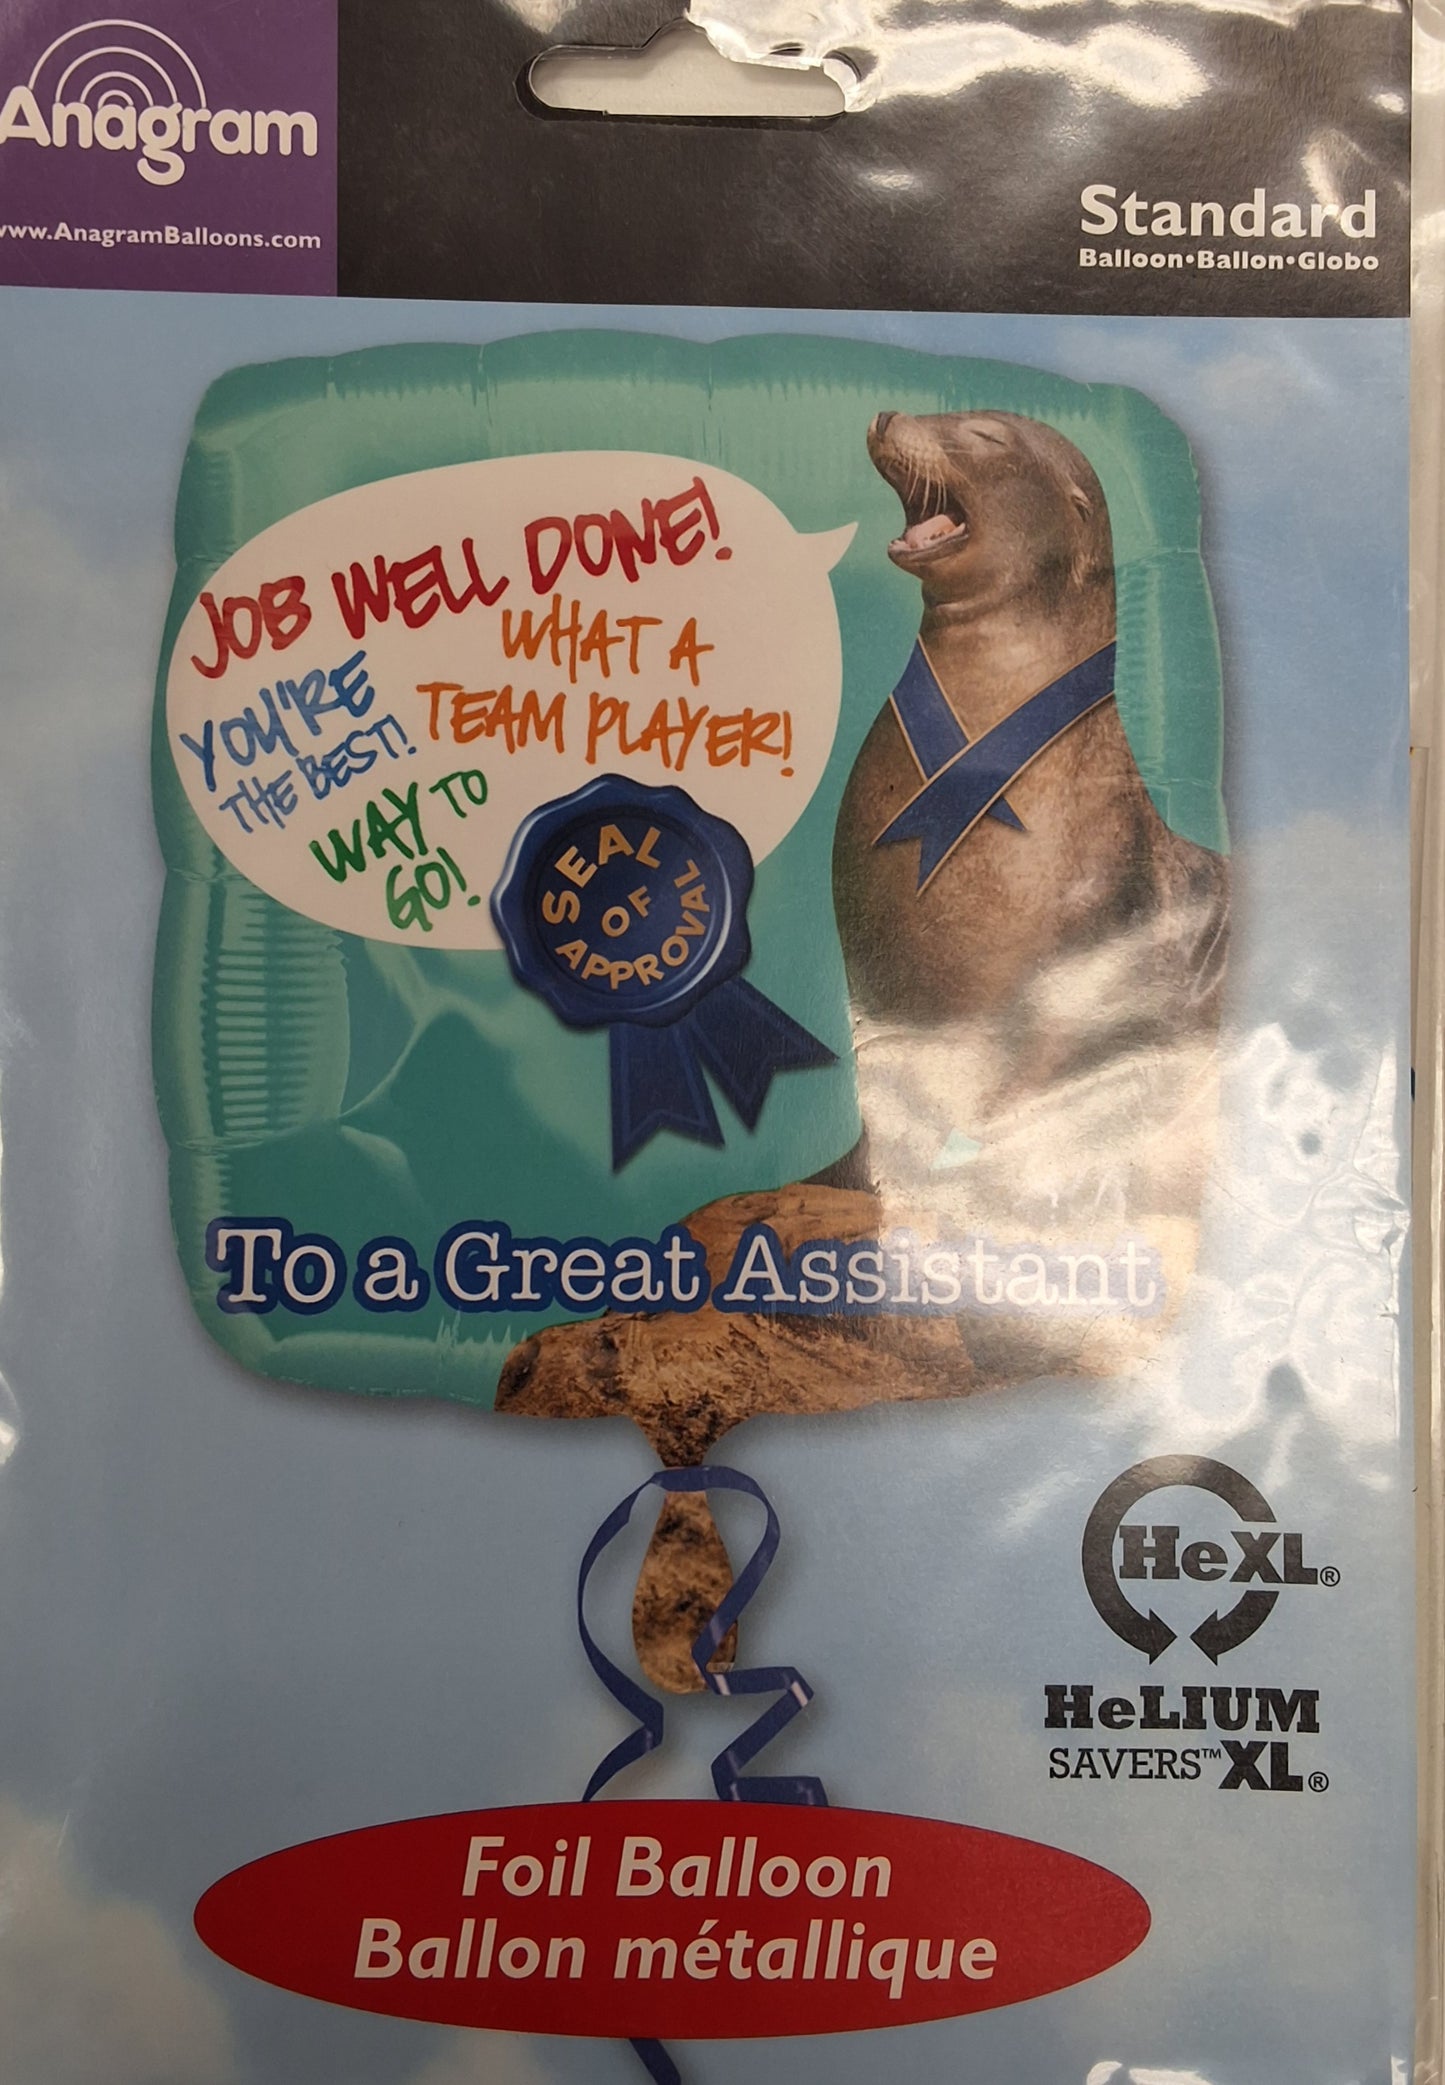 Anagram
www.AnagramBalloons.com
Standard
Balloon•Ballon•Globo
JOB WELL DONE!
WHAT A
TEAM PLAYER!
YOU'RE
THE BEST!
WAY TO
GO!
SEAL
OF
APPROVAL
To a Great Assistant
HeXL®
HeLIUM
SAVERS™ XL®
Foil Balloon
Ballon métallique